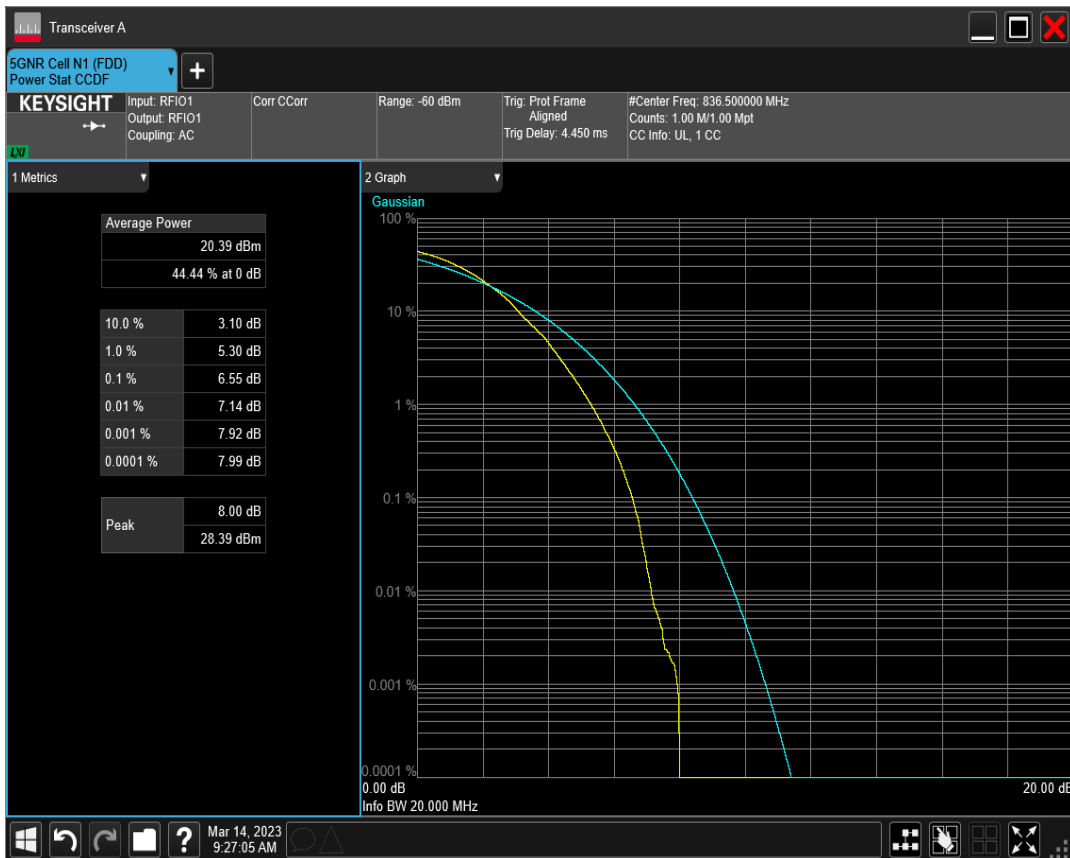 Transceiver A
5GNR Cell N1 (FDD)
Power Stat CCDF
KEYSIGHT
LXI
Input: RFIO1
Output: RFIO1
Coupling: AC
Corr CCorr
Range: -60 dBm
Trig: Prot Frame
Aligned
Trig Delay: 4.450 ms
#Center Freq: 836.500000 MHz
Counts: 1.00 M/1.00 Mpt
CC Info: UL, 1 CC
1 Metrics
Average Power
20.39 dBm
44.44 % at 0 dB
10.0 % 3.10 dB
1.0 % 5.30 dB
0.1 % 6.55 dB
0.01 % 7.14 dB
0.001 % 7.92 dB
0.0001 % 7.99 dB
Peak
8.00 dB
28.39 dBm
2 Graph
Gaussian
100 %
10 %
1 %
0.1 %
0.01 %
0.001 %
0.0001 %
0.00 dB 20.00 dB
Info BW 20.000 MHz
?
Mar 14, 2023
9:27:05 AM